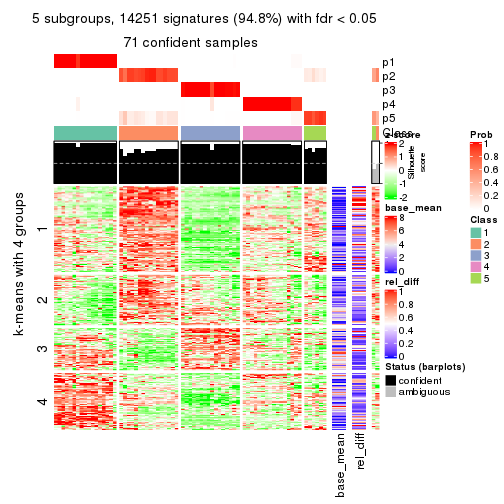 5 subgroups, 14251 signatures (94.8%) with fdr < 0.05
71 confident samples
p1
p2
p3
p4
p5
Class
z-score
2
1
0
-1
-2
Silhouette
score
Prob
1
0.8
0.6
0.4
0.2
0
base_mean
8
6
4
2
0
Class
1
2
3
4
5
rel_diff
1
0.8
0.6
0.4
0.2
0
Status (barplots)
confident
ambiguous
k-means with 4 groups
1
2
3
4
base_mean
rel_diff